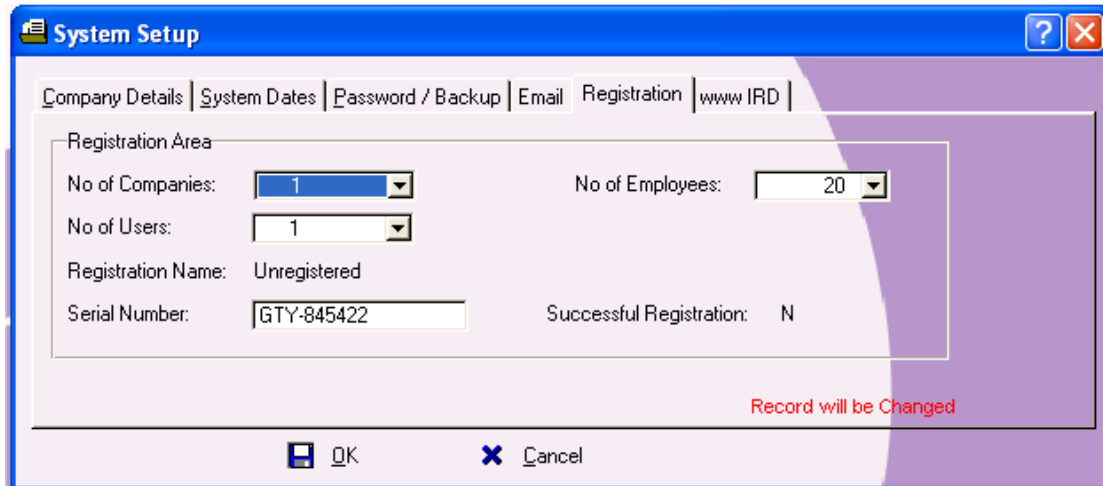 System Setup
Company Details System Dates Password / Backup Email Registration www IRD
Registration Area
No of Companies: 1 No of Employees: 20
No of Users: 1
Registration Name: Unregistered
Serial Number: GTY-845422 Successful Registration: N
Record will be Changed
OK Cancel